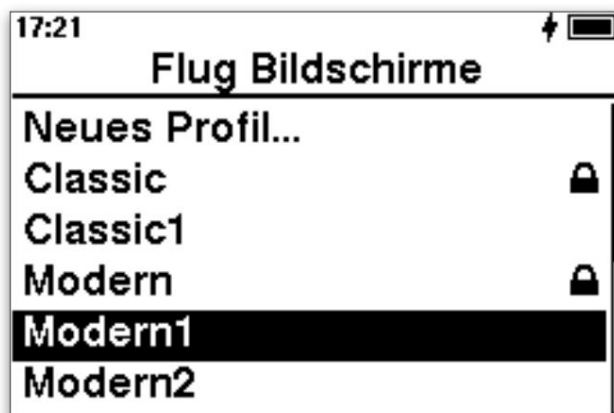 17:21
Flug Bildschirme
Neues Profil...
Classic
Classic1
Modern
Modern1
Modern2